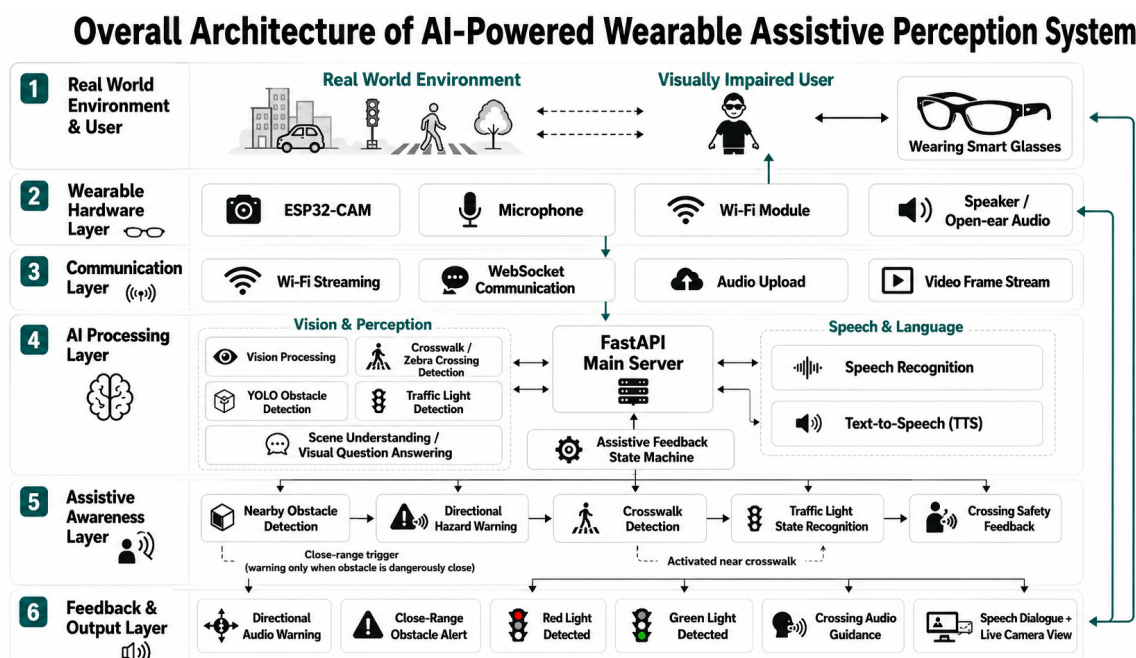 Overall Architecture of AI-Powered Wearable Assistive Perception System
1
Real World
Environment
& User
Real World Environment
Visually Impaired User
Wearing Smart Glasses
2
Wearable
Hardware
Layer
ESP32-CAM
Microphone
Wi-Fi Module
Speaker /
Open-ear Audio
3
Communication
Layer
Wi-Fi Streaming
WebSocket
Communication
Audio Upload
Video Frame Stream
4
AI Processing
Layer
Vision & Perception
Vision Processing
Crosswalk /
Zebra Crossing
Detection
YOLO Obstacle
Detection
Traffic Light
Detection
Scene Understanding /
Visual Question Answering
FastAPI
Main Server
Assistive Feedback
State Machine
Speech & Language
Speech Recognition
Text-to-Speech (TTS)
5
Assistive
Awareness
Layer
Nearby Obstacle
Detection
Directional
Hazard Warning
Crosswalk
Detection
Traffic Light
State Recognition
Crossing Safety
Feedback
Close-range trigger
(warning only when obstacle is dangerously close)
Activated near crosswalk
6
Feedback &
Output Layer
Directional
Audio Warning
Close-Range
Obstacle Alert
Red Light
Detected
Green Light
Detected
Crossing Audio
Guidance
Speech Dialogue +
Live Camera View